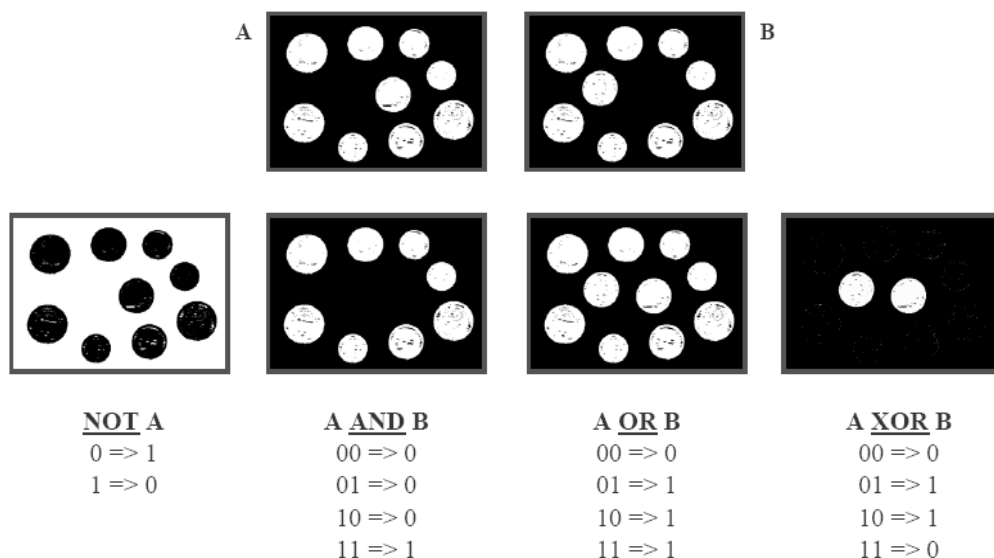 A
B
NOT A
0 => 1
1 => 0
A AND B
00 => 0
01 => 0
10 => 0
11 => 1
A OR B
00 => 0
01 => 1
10 => 1
11 => 1
A XOR B
00 => 0
01 => 1
10 => 1
11 => 0